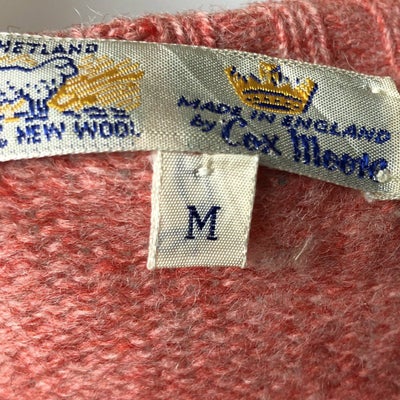 SHETLAND
NEW WOOL
MADE IN ENGLAND
by Cox Moore
M